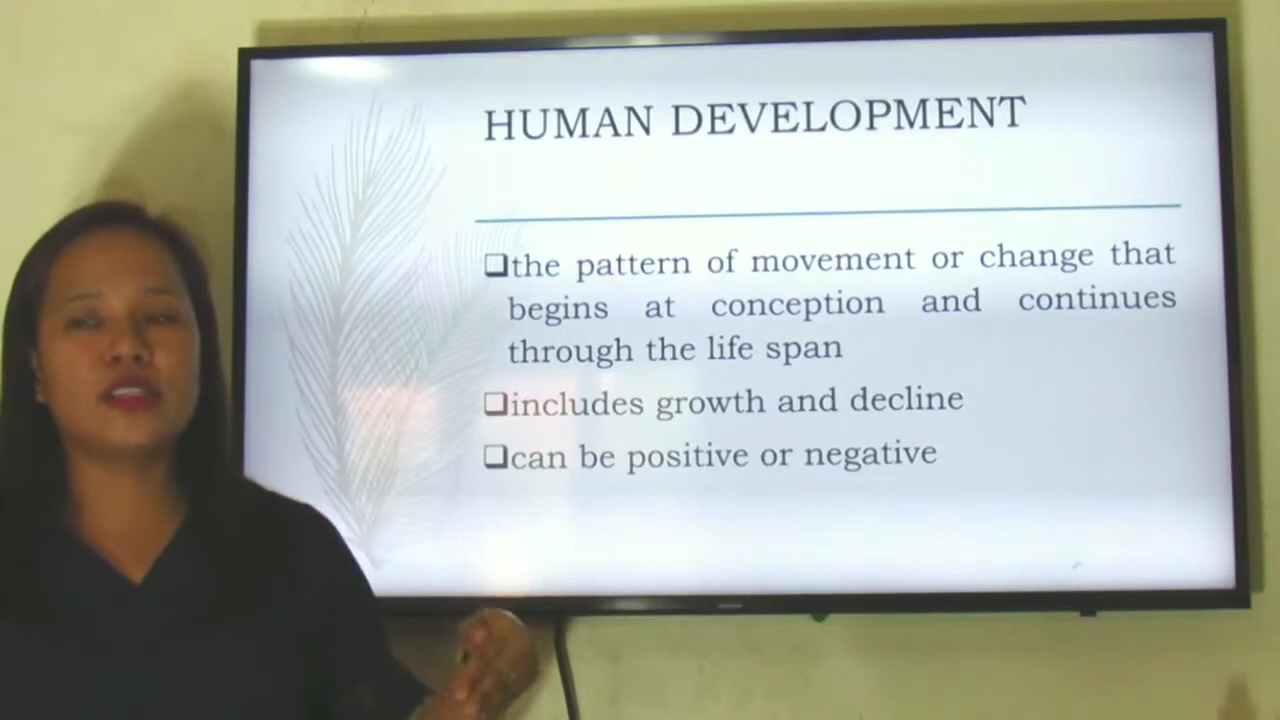 HUMAN DEVELOPMENT
❑the pattern of movement or change that
begins at conception and continues
through the life span
❑includes growth and decline
❑can be positive or negative